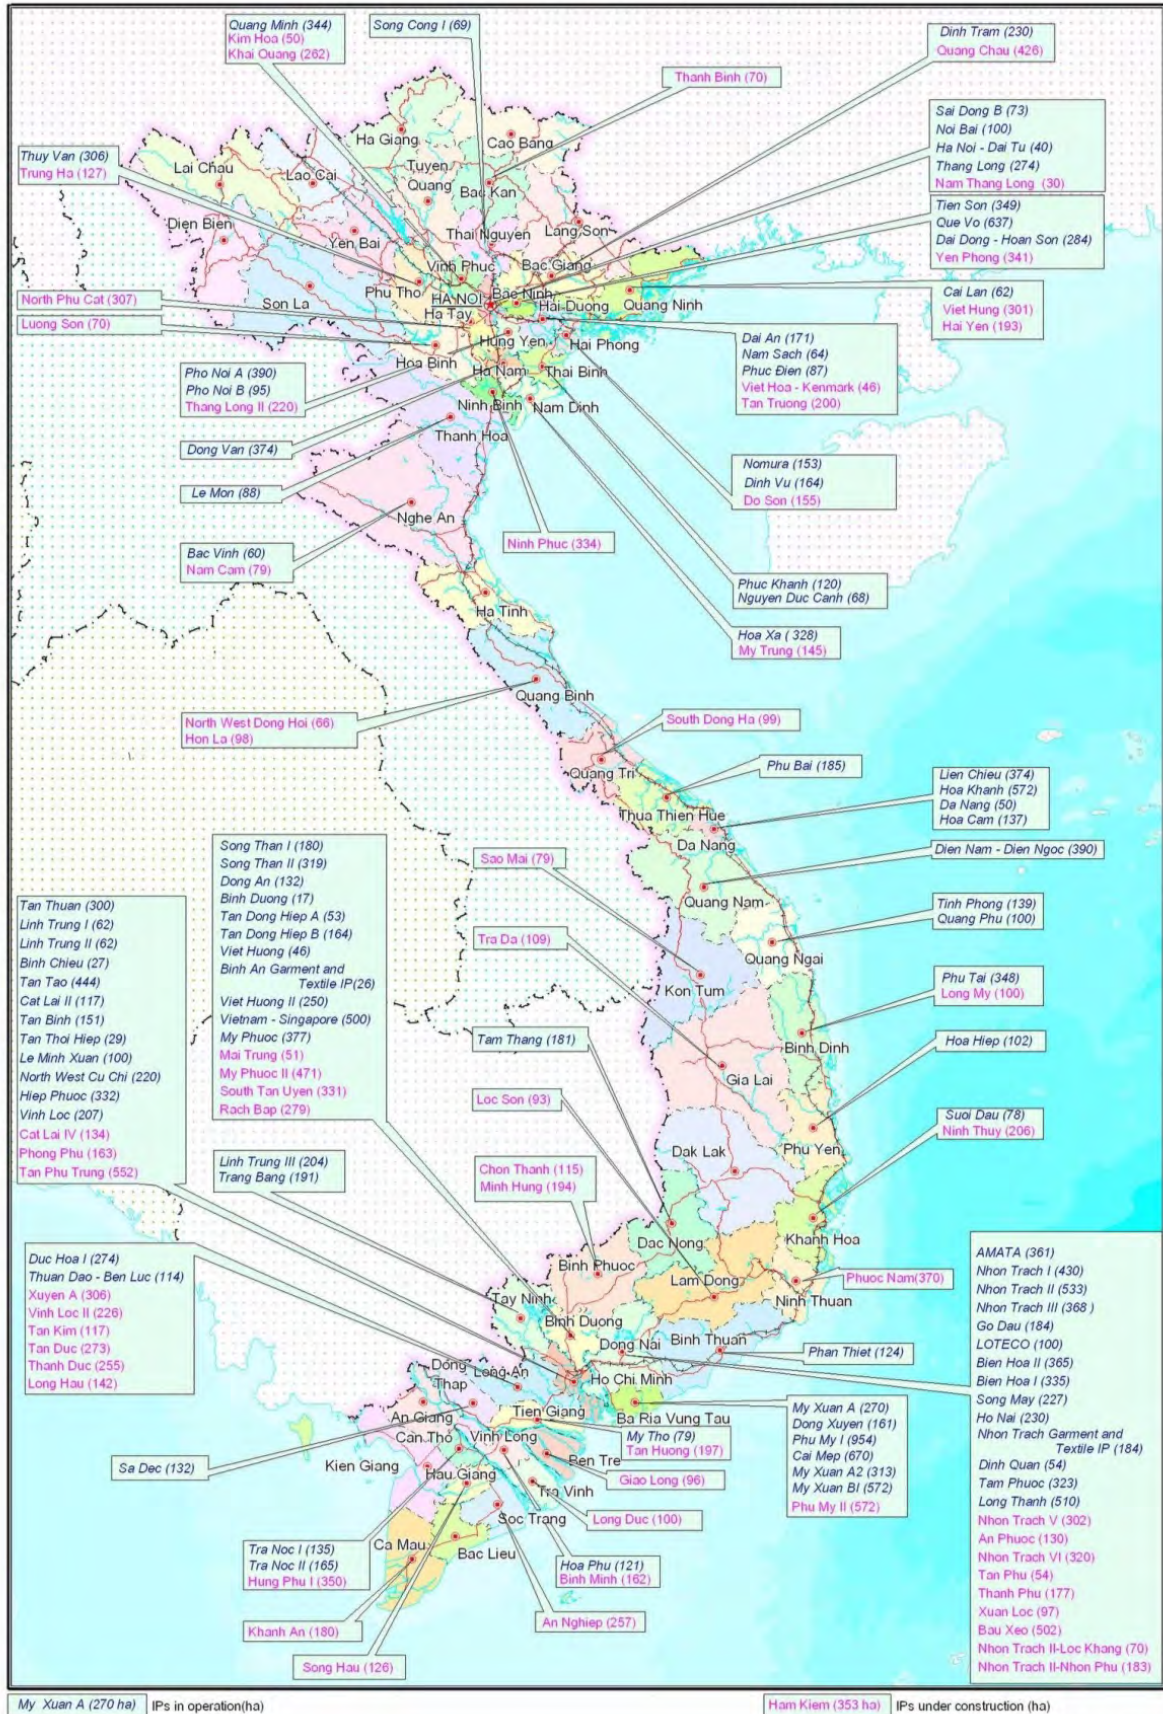 Quang Minh (344)
Kim Hoa (50)
Khai Quang (262)
Song Cong I (69)
Dinh Tram (230)
Quang Chau (426)
Thanh Binh (70)
Sai Dong B (73)
Noi Bai (100)
Ha Noi - Dai Tu (40)
Thang Long (274)
Nam Thang Long (30)
Thuy Van (306)
Trung Ha (127)
Tien Son (349)
Que Vo (637)
Dai Dong - Hoan Son (284)
Yen Phong (341)
Ha Giang
Cao Bang
Lai Chau
Lao Cai
Tuyen
Quang
Bac Kan
Dien Bien
Yen Bai
Thai Nguyen
Lang Son
Vinh Phuc
Bac Giang
Phu Tho
HA NOI
Bac Ninh
Son La
Ha Tay
Hai Duong
Quang Ninh
North Phu Cat (307)
Luong Son (70)
Cai Lan (62)
Viet Hung (301)
Hai Yen (193)
Hung Yen
Hai Phong
Hoa Binh
Ha Nam
Thai Binh
Ninh Binh
Nam Dinh
Dai An (171)
Nam Sach (64)
Phuc Đien (87)
Viet Hoa - Kenmark (46)
Tan Truong (200)
Pho Noi A (390)
Pho Noi B (95)
Thang Long II (220)
Thanh Hoa
Dong Van (374)
Le Mon (88)
Nomura (153)
Dinh Vu (164)
Do Son (155)
Nghe An
Ninh Phuc (334)
Bac Vinh (60)
Nam Cam (79)
Phuc Khanh (120)
Nguyen Duc Canh (68)
Ha Tinh
Hoa Xa ( 328)
My Trung (145)
Quang Binh
North West Dong Hoi (66)
Hon La (98)
South Dong Ha (99)
Quang Tri
Phu Bai (185)
Thua Thien Hue
Lien Chieu (374)
Hoa Khanh (572)
Da Nang (50)
Hoa Cam (137)
Da Nang
Dien Nam - Dien Ngoc (390)
Song Than I (180)
Song Than II (319)
Dong An (132)
Binh Duong (17)
Tan Dong Hiep A (53)
Tan Dong Hiep B (164)
Viet Huong (46)
Binh An Garment and
Textile IP(26)
Viet Huong II (250)
Vietnam - Singapore (500)
My Phuoc (377)
Mai Trung (51)
My Phuoc II (471)
South Tan Uyen (331)
Rach Bap (279)
Sao Mai (79)
Quang Nam
Tinh Phong (139)
Quang Phu (100)
Tan Thuan (300)
Linh Trung I (62)
Linh Trung II (62)
Binh Chieu (27)
Tan Tao (444)
Cat Lai II (117)
Tan Binh (151)
Tan Thoi Hiep (29)
Le Minh Xuan (100)
North West Cu Chi (220)
Hiep Phuoc (332)
Vinh Loc (207)
Cat Lai IV (134)
Phong Phu (163)
Tan Phu Trung (552)
Tra Da (109)
Quang Ngai
Kon Tum
Phu Tai (348)
Long My (100)
Binh Dinh
Tam Thang (181)
Hoa Hiep (102)
Gia Lai
Loc Son (93)
Suoi Dau (78)
Ninh Thuy (206)
Phu Yen
Dak Lak
Linh Trung III (204)
Trang Bang (191)
Chon Thanh (115)
Minh Hung (194)
Dac Nong
Khanh Hoa
Duc Hoa I (274)
Thuan Dao - Ben Luc (114)
Xuyen A (306)
Vinh Loc II (226)
Tan Kim (117)
Tan Duc (273)
Thanh Duc (255)
Long Hau (142)
Binh Phuoc
Lam Dong
Phuoc Nam(370)
Ninh Thuan
Tay Ninh
Binh Duong
Dong Nai
Binh Thuan
Phan Thiet (124)
AMATA (361)
Nhon Trach I (430)
Nhon Trach II (533)
Nhon Trach III (368 )
Go Dau (184)
LOTECO (100)
Bien Hoa II (365)
Bien Hoa I (335)
Song May (227)
Ho Nai (230)
Nhon Trach Garment and
Textile IP (184)
Dinh Quan (54)
Tam Phuoc (323)
Long Thanh (510)
Nhon Trach V (302)
An Phuoc (130)
Nhon Trach VI (320)
Tan Phu (54)
Thanh Phu (177)
Xuan Loc (97)
Bau Xeo (502)
Nhon Trach II-Loc Khang (70)
Nhon Trach II-Nhon Phu (183)
Dong
Thap
Long An
Ho Chi Minh
An Giang
Tien Giang
Ba Ria Vung Tau
My Xuan A (270)
Dong Xuyen (161)
Phu My I (954)
Cai Mep (670)
My Xuan A2 (313)
My Xuan BI (572)
Phu My II (572)
Can Tho
Vinh Long
My Tho (79)
Tan Huong (197)
Ben Tre
Sa Dec (132)
Kien Giang
Hau Giang
Giao Long (96)
Tra Vinh
Soc Trang
Long Duc (100)
Ca Mau
Bac Lieu
Tra Noc I (135)
Tra Noc II (165)
Hung Phu I (350)
Hoa Phu (121)
Binh Minh (162)
Khanh An (180)
An Nghiep (257)
Song Hau (126)
My Xuan A (270 ha)
IPs in operation(ha)
Ham Kiem (353 ha)
IPs under construction (ha)